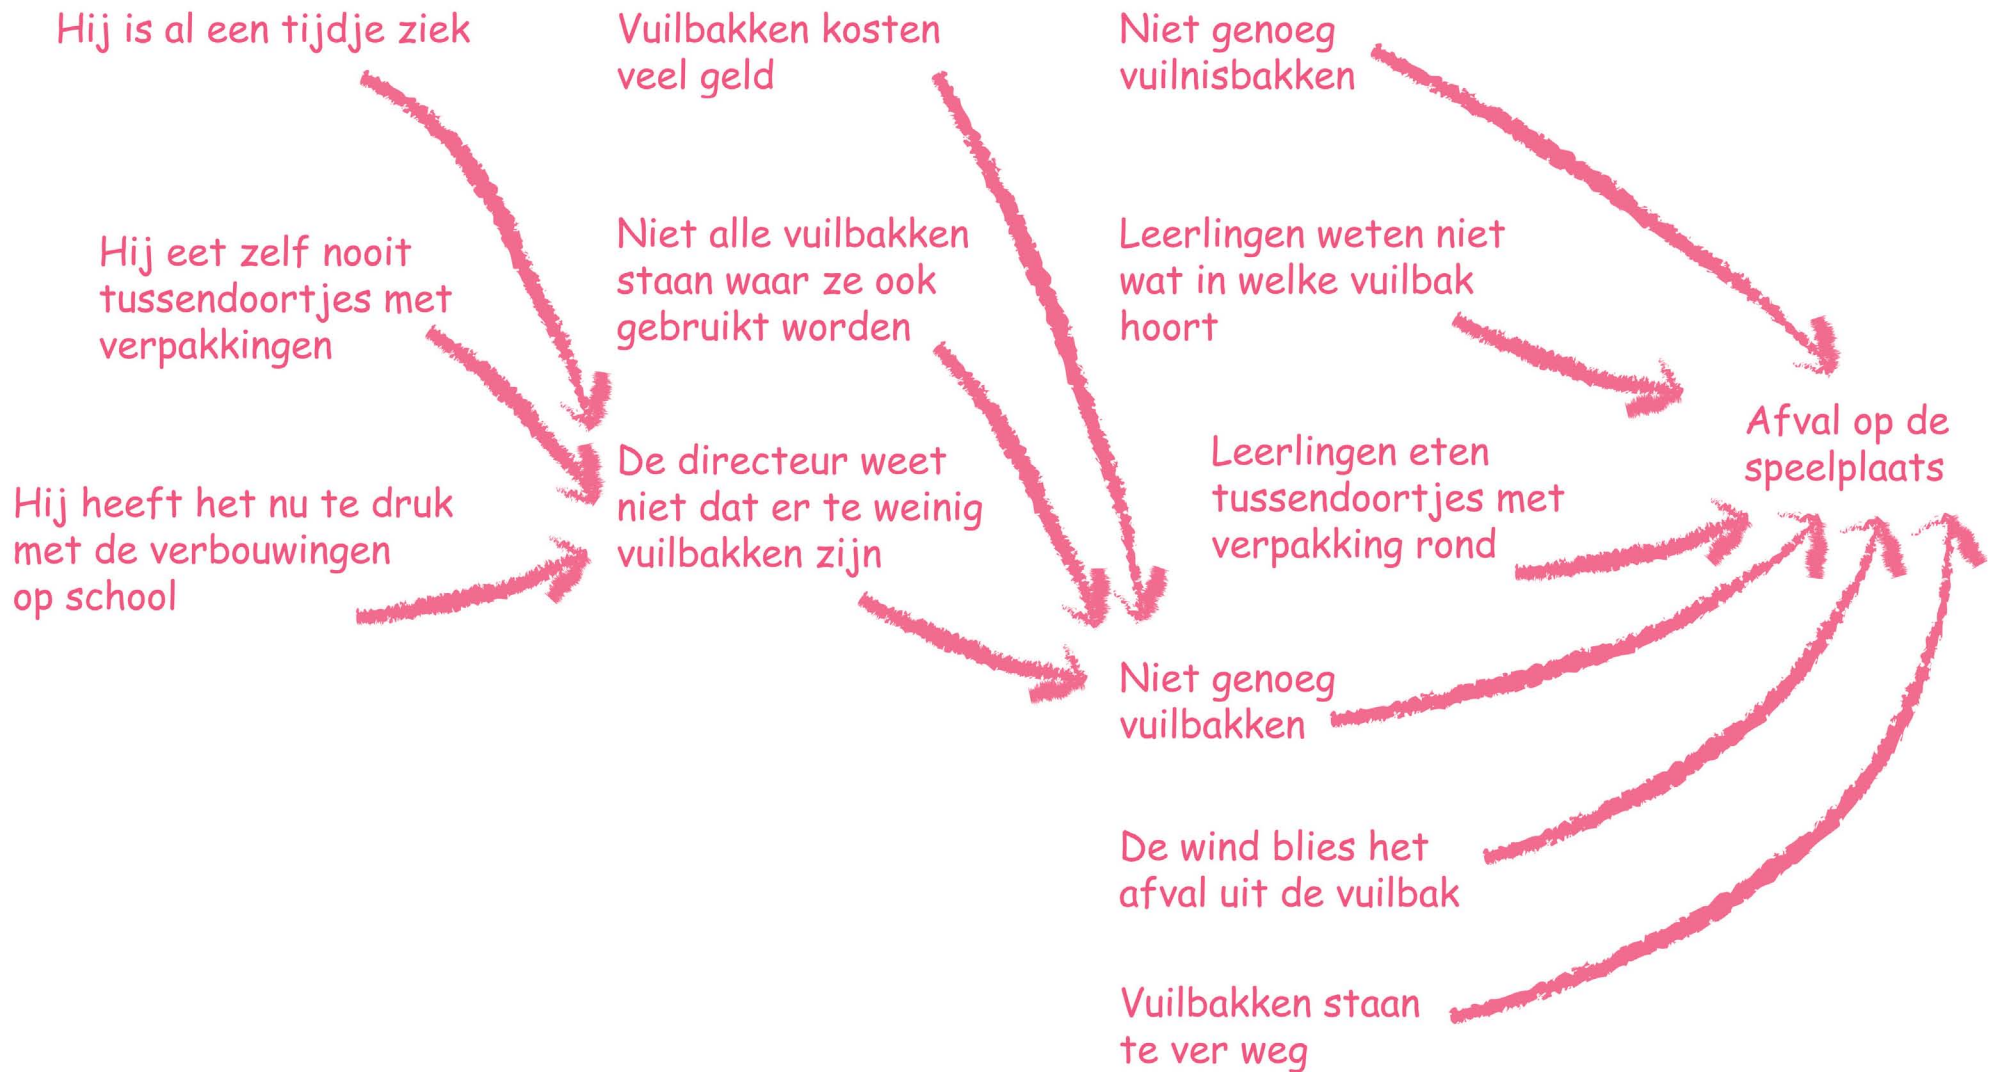 Hij is al een tijdje ziek
Hij eet zelf nooit
tussendoortjes met
verpakkingen
Hij heeft het nu te druk
met de verbouwingen
op school
Vuilbakken kosten
veel geld
Niet alle vuilbakken
staan waar ze ook
gebruikt worden
De directeur weet
niet dat er te weinig
vuilbakken zijn
Niet genoeg
vuilnisbakken
Leerlingen weten niet
wat in welke vuilbak
hoort
Leerlingen eten
tussendoortjes met
verpakking rond
Niet genoeg
vuilbakken
De wind blies het
afval uit de vuilbak
Vuilbakken staan
te ver weg
Afval op de
speelplaats